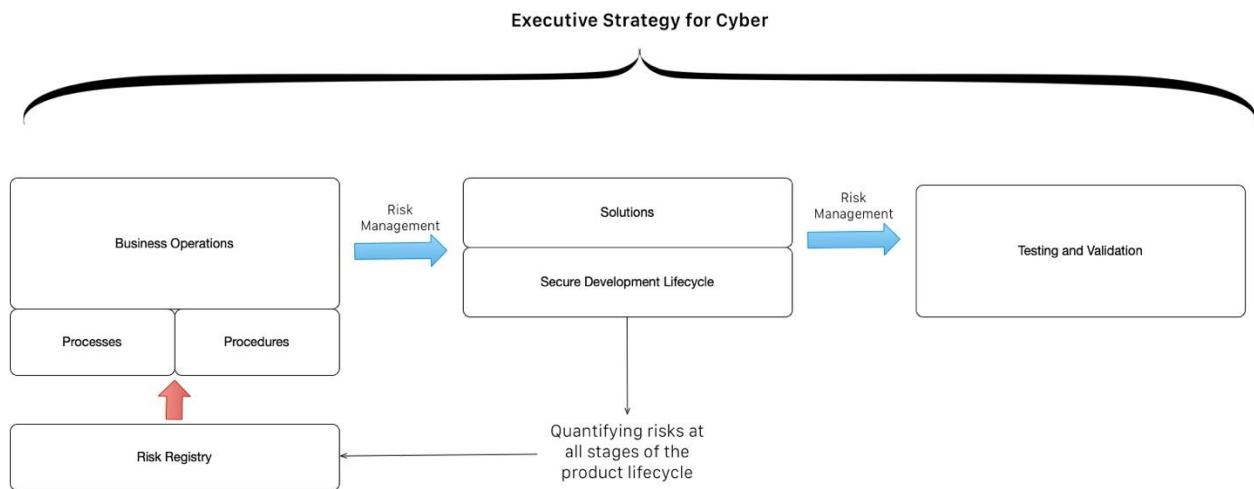 Executive Strategy for Cyber
Risk
Management
Risk
Management
Business Operations
Solutions
Secure Development Lifecycle
Testing and Validation
Processes
Procedures
Risk Registry
Quantifying risks at
all stages of the
product lifecycle